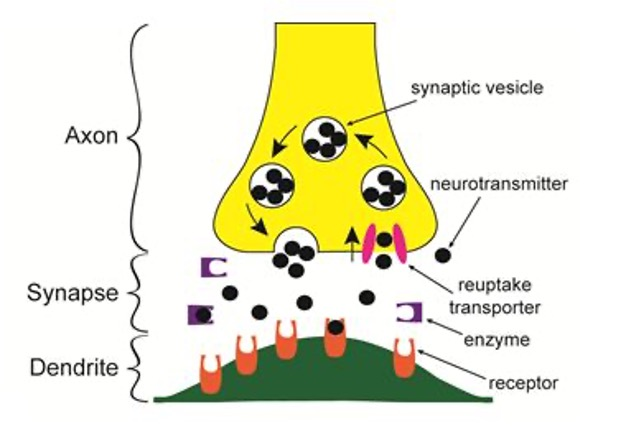 synaptic vesicle
Axon
neurotransmitter
Synapse
reuptake
transporter
enzyme
Dendrite
receptor